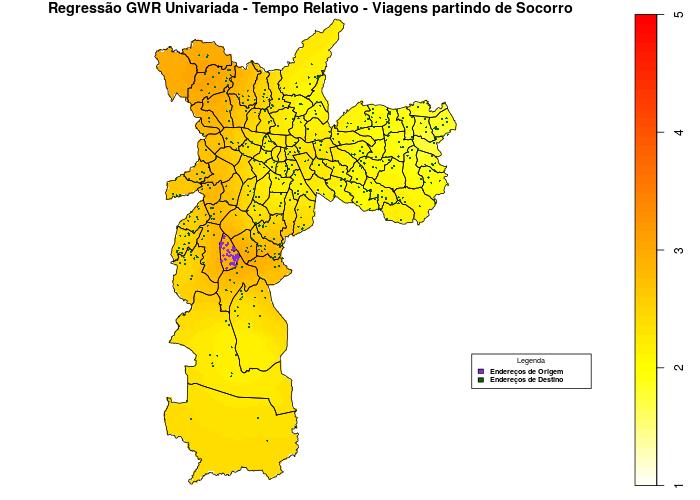 Regressão GWR Univariada - Tempo Relativo - Viagens partindo de Socorro
5
4
3
2
1
Legenda
Endereços de Origem
Endereços de Destino